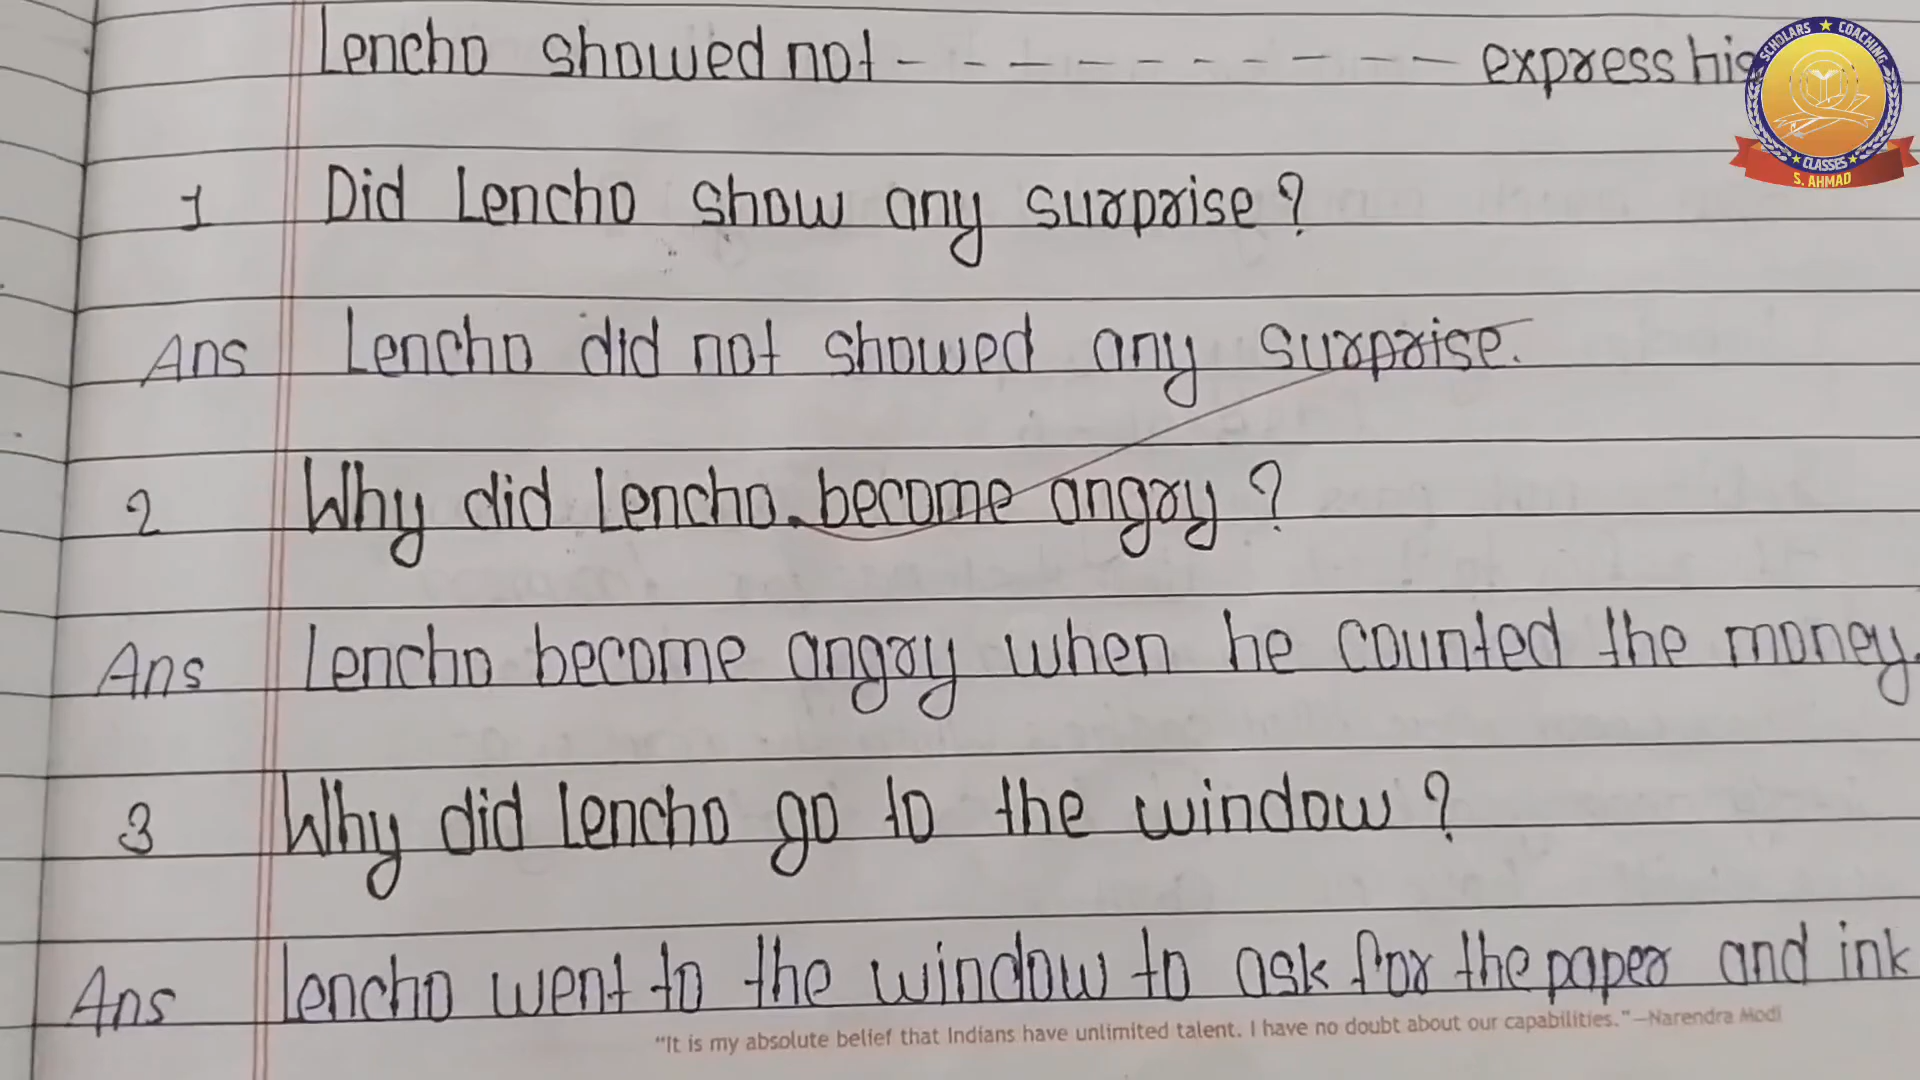 Lencho showed not - - - - - - - - - express his
1 Did Lencho show any surprise?
Ans Lencho did not showed any surprise.
2 Why did Lencho become angry?
Ans Lencho become angry when he counted the money.
3 Why did Lencho go to the window?
Ans Lencho went to the window to ask for the paper and ink
"It is my absolute belief that Indians have unlimited talent. I have no doubt about our capabilities."—Narendra Modi
SCHOLARS ★ COACHING
★ CLASSES ★
S. AHMAD